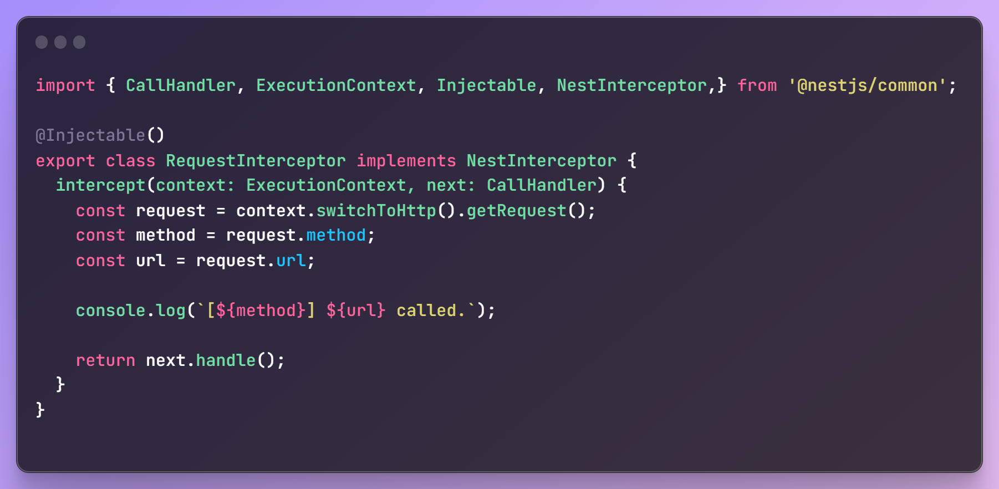 import { CallHandler, ExecutionContext, Injectable, NestInterceptor,} from '@nestjs/common';
@Injectable()
export class RequestInterceptor implements NestInterceptor {
  intercept(context: ExecutionContext, next: CallHandler) {
    const request = context.switchToHttp().getRequest();
    const method = request.method;
    const url = request.url;
    console.log(`[${method}] ${url} called.`);
    return next.handle();
  }
}